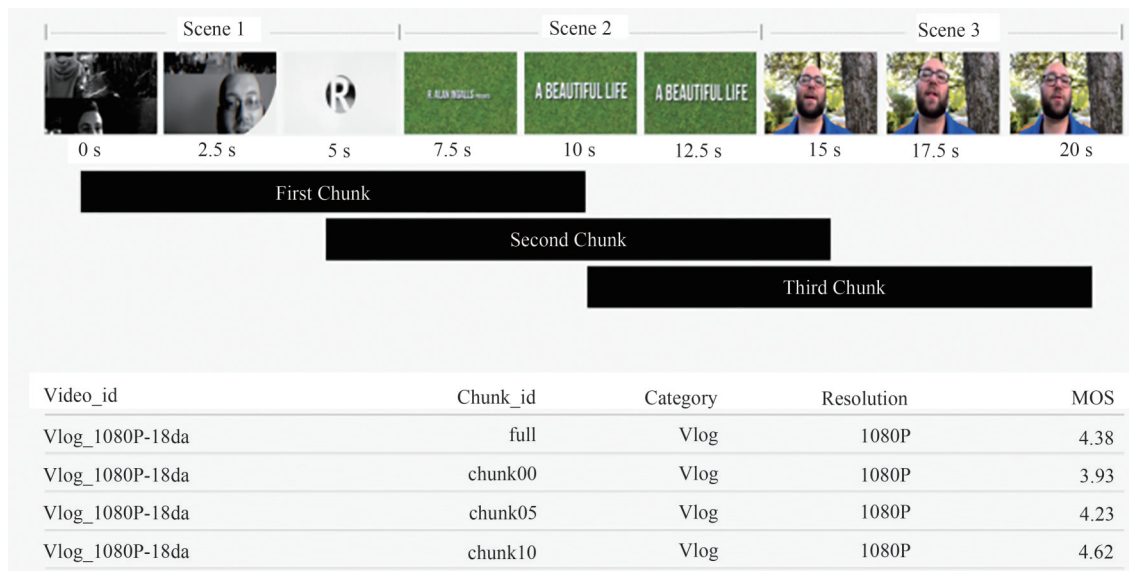 Scene 1 Scene 2 Scene 3
R
R. ALAN INGALLS PRESENTS
A BEAUTIFUL LIFE
A BEAUTIFUL LIFE
0 s 2.5 s 5 s 7.5 s 10 s 12.5 s 15 s 17.5 s 20 s
First Chunk
Second Chunk
Third Chunk
Video_id Chunk_id Category Resolution MOS
Vlog_1080P-18da full Vlog 1080P 4.38
Vlog_1080P-18da chunk00 Vlog 1080P 3.93
Vlog_1080P-18da chunk05 Vlog 1080P 4.23
Vlog_1080P-18da chunk10 Vlog 1080P 4.62